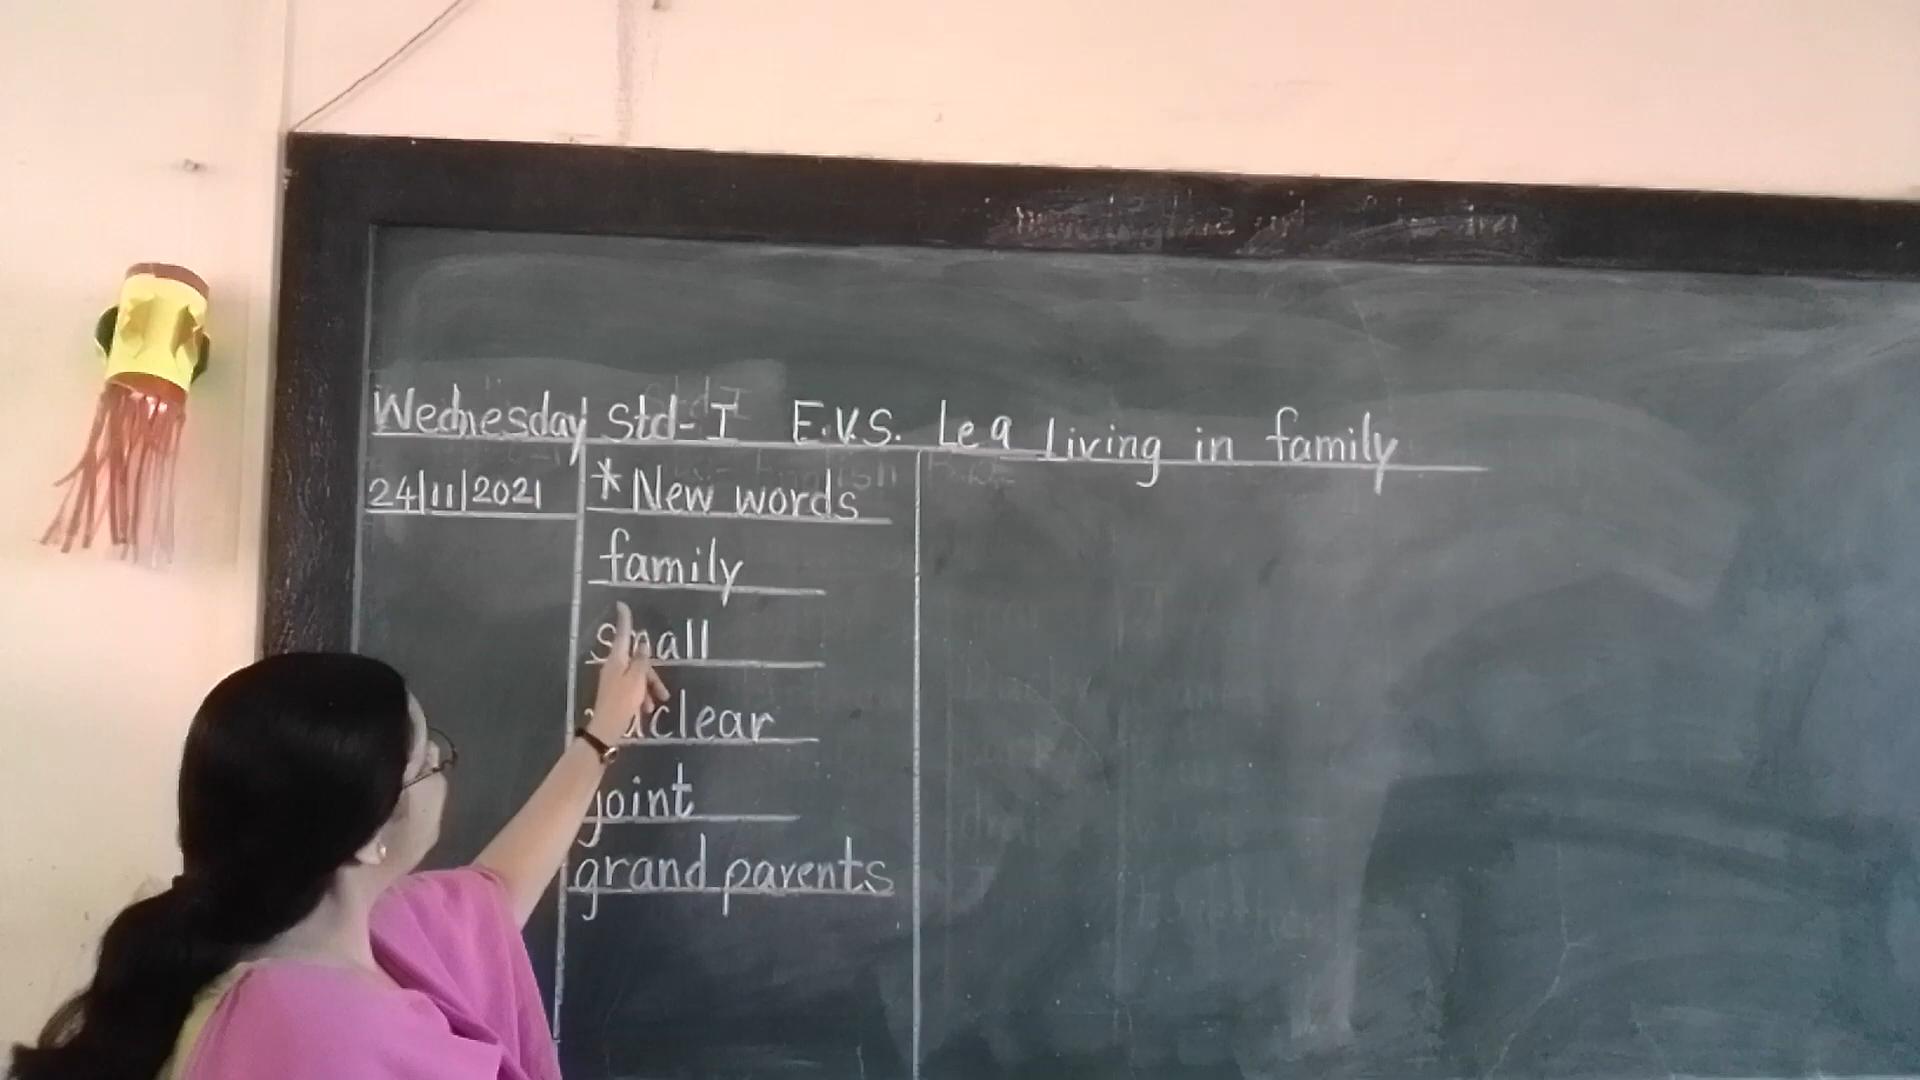 Wednesday Std-I E.V.S. Le 9 Living in family
24/11/2021
*New words
family
small
nuclear
joint
grand parents